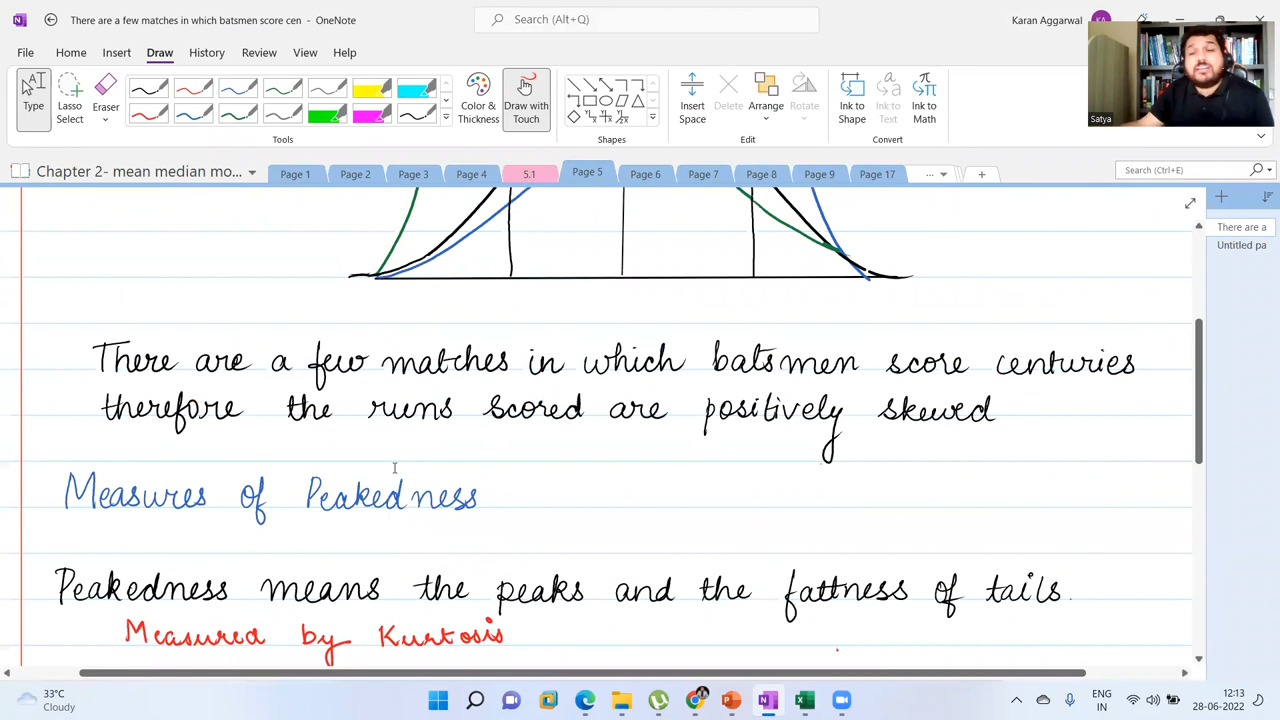 There are a few matches in which batsmen score cen - OneNote
Search (Alt+Q)
Karan Aggarwal
KA
File Home Insert Draw History Review View Help
Type
Lasso Select
Eraser
Color & Thickness
Draw with Touch
Insert Space
Delete
Arrange
Rotate
Ink to Shape
Ink to Text
Ink to Math
Tools
Shapes
Edit
Convert
Satya
Chapter 2- mean median mo...
Page 1 Page 2 Page 3 Page 4 5.1 Page 5 Page 6 Page 7 Page 8 Page 9 Page 17 ...
Search (Ctrl+E)
There are a
Untitled pa
There are a few matches in which batsmen score centuries
therefore the runs scored are positively skewed
Measures of Peakedness
Peakedness means the peaks and the fattness of tails.
Measured by Kurtosis
33°C
Cloudy
ENG
IN
12:13
28-06-2022